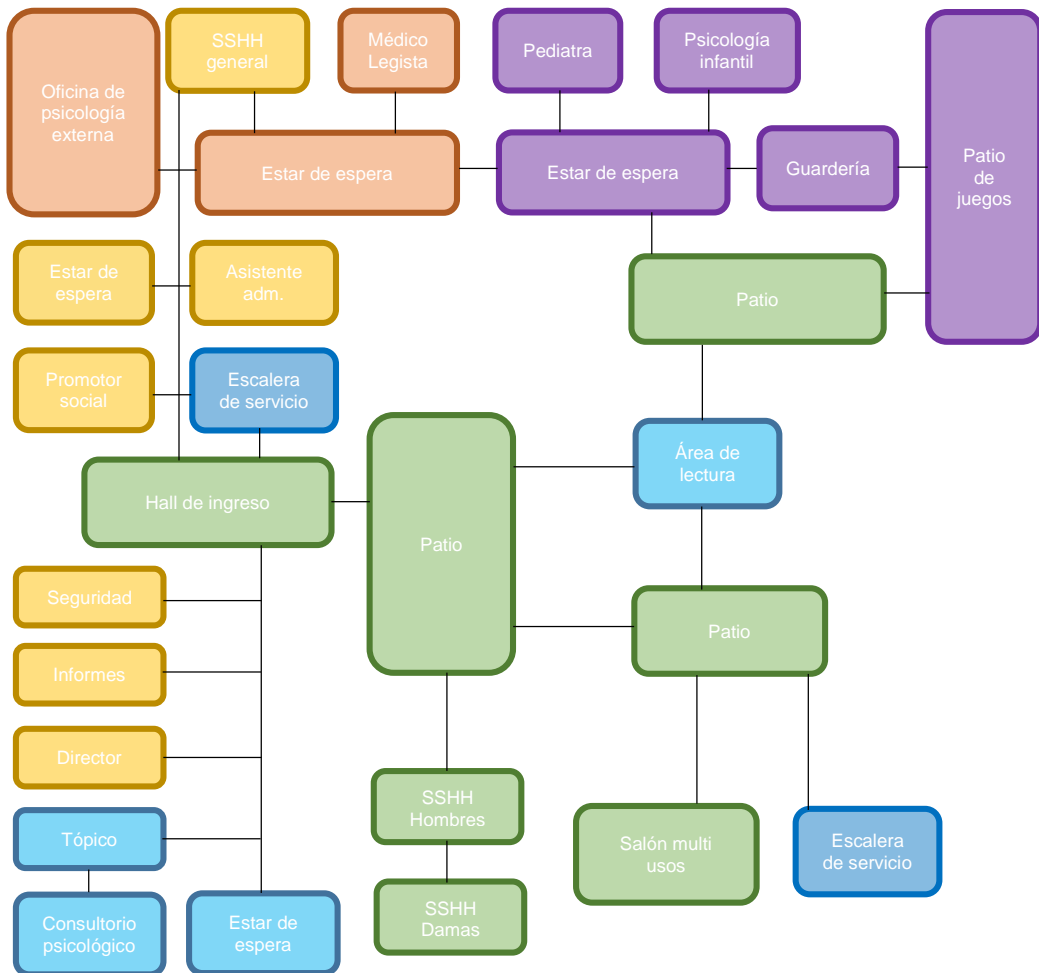 SSHH
general
Médico
Legista
Pediatra
Psicología
infantil
Oficina de
psicología
externa
Estar de espera
Estar de espera
Guardería
Patio
de
juegos
Estar de
espera
Asistente
adm.
Patio
Promotor
social
Escalera
de servicio
Área de
lectura
Hall de ingreso
Patio
Seguridad
Patio
Informes
Director
SSHH
Hombres
Tópico
Salón multi
usos
Escalera
de servicio
Consultorio
psicológico
Estar de
espera
SSHH
Damas